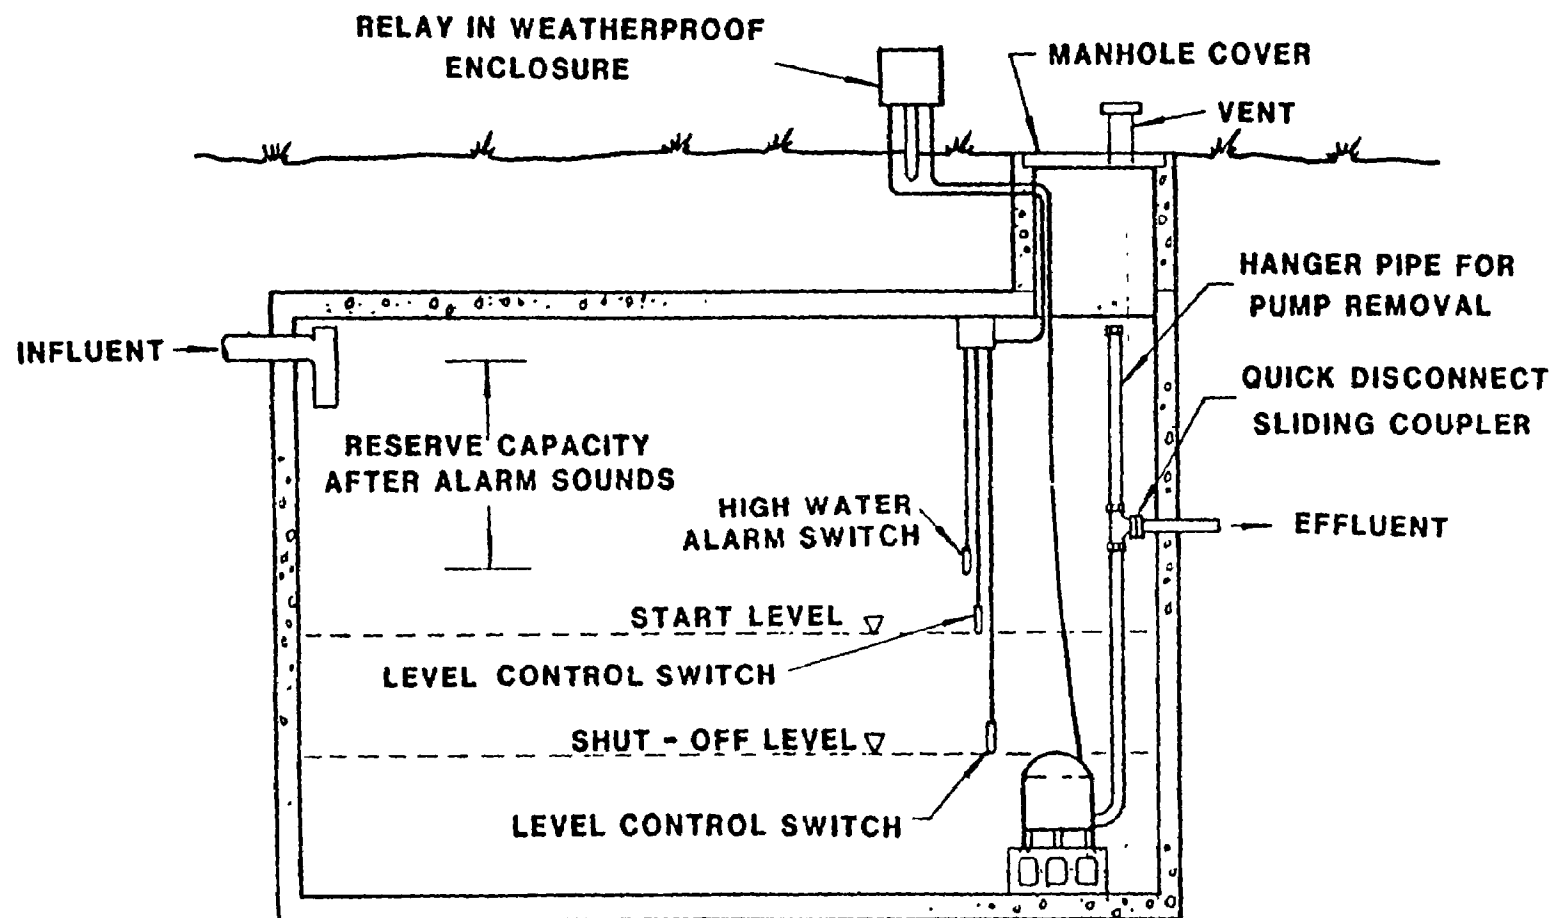 RELAY IN WEATHERPROOF
ENCLOSURE
MANHOLE COVER
VENT
HANGER PIPE FOR
PUMP REMOVAL
INFLUENT
QUICK DISCONNECT
SLIDING COUPLER
RESERVE CAPACITY
AFTER ALARM SOUNDS
HIGH WATER
ALARM SWITCH
EFFLUENT
START LEVEL
LEVEL CONTROL SWITCH
SHUT - OFF LEVEL
LEVEL CONTROL SWITCH